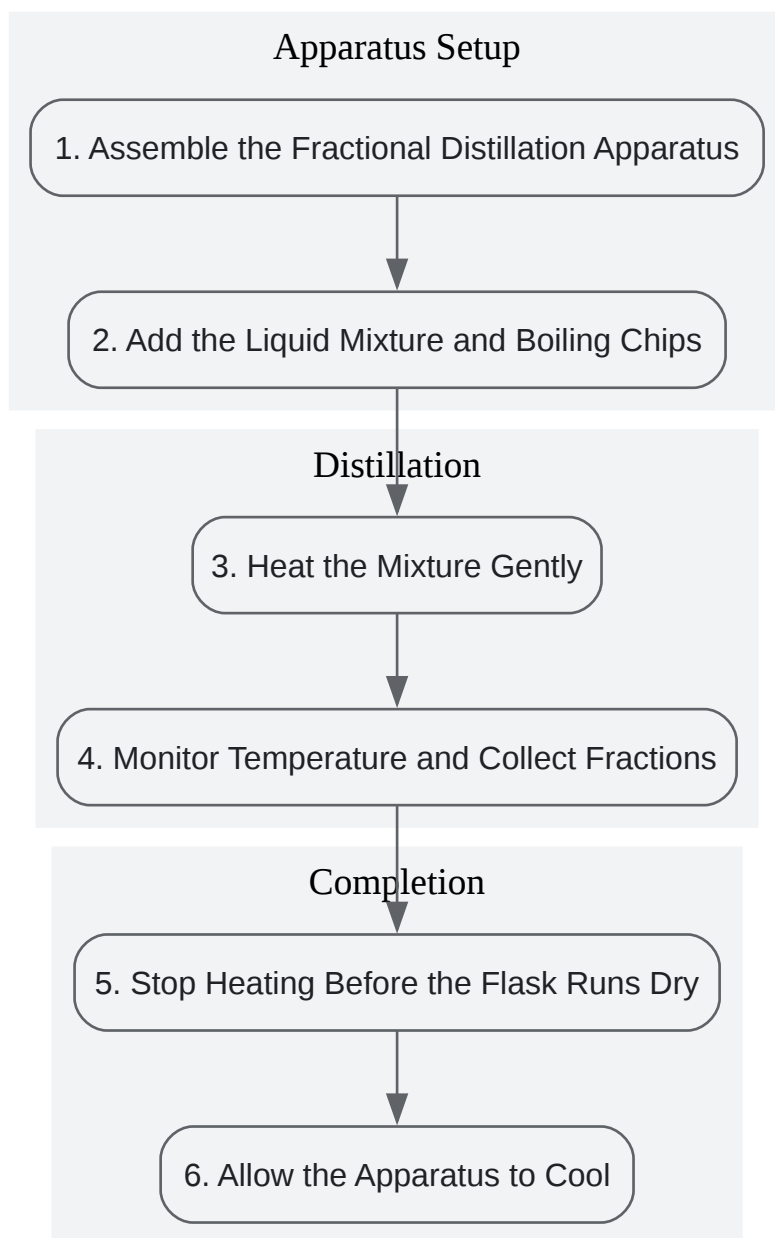 Apparatus Setup
1. Assemble the Fractional Distillation Apparatus
2. Add the Liquid Mixture and Boiling Chips
Distillation
3. Heat the Mixture Gently
4. Monitor Temperature and Collect Fractions
Completion
5. Stop Heating Before the Flask Runs Dry
6. Allow the Apparatus to Cool